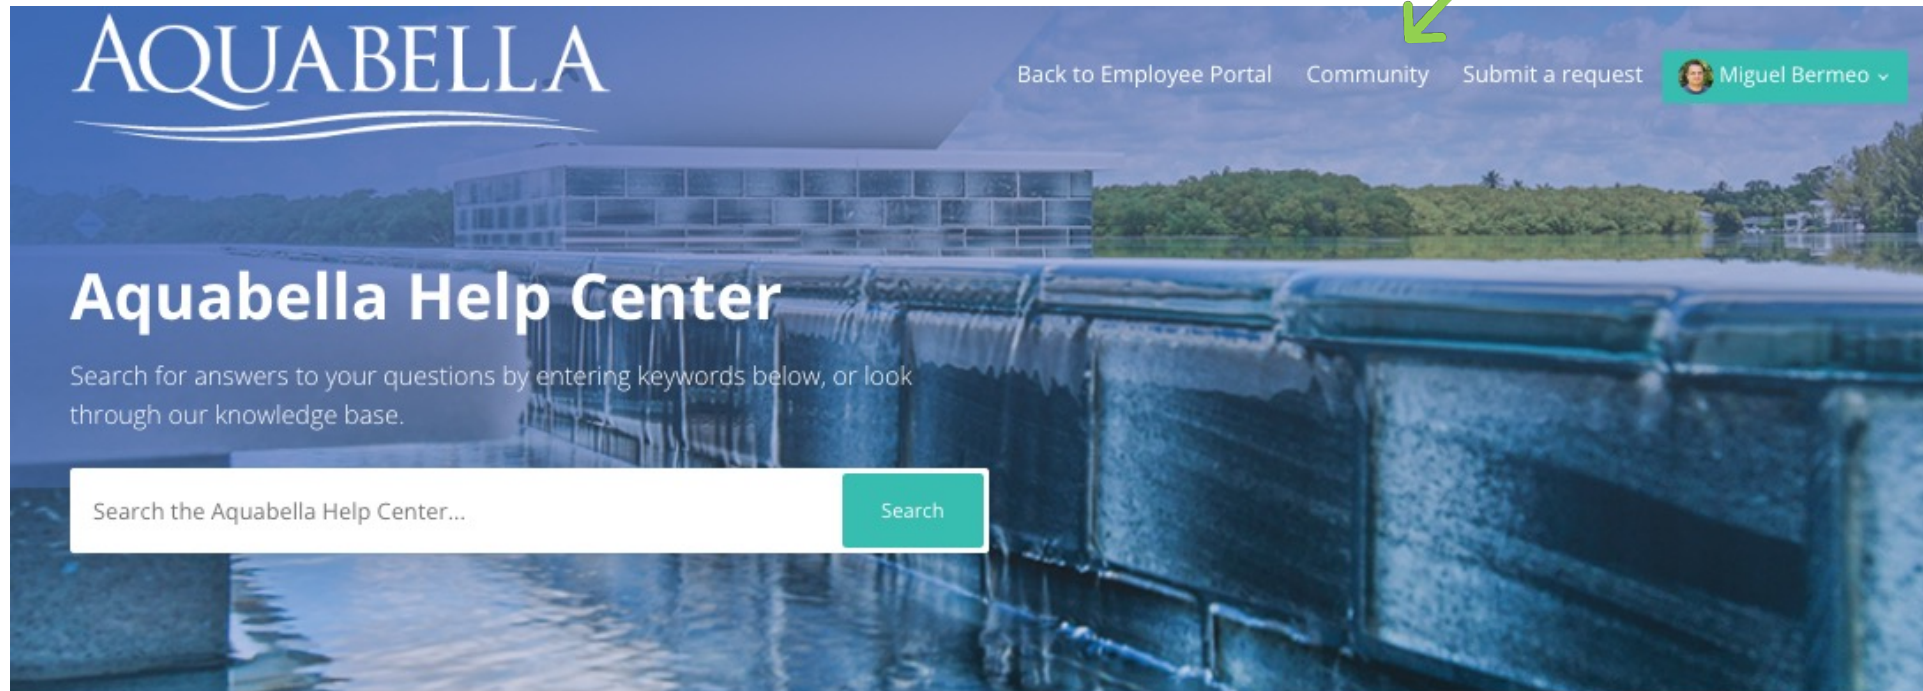 AQUABELLA
Back to Employee Portal Community Submit a request Miguel Bermeo
Aquabella Help Center
Search for answers to your questions by entering keywords below, or look
through our knowledge base.
Search the Aquabella Help Center... Search